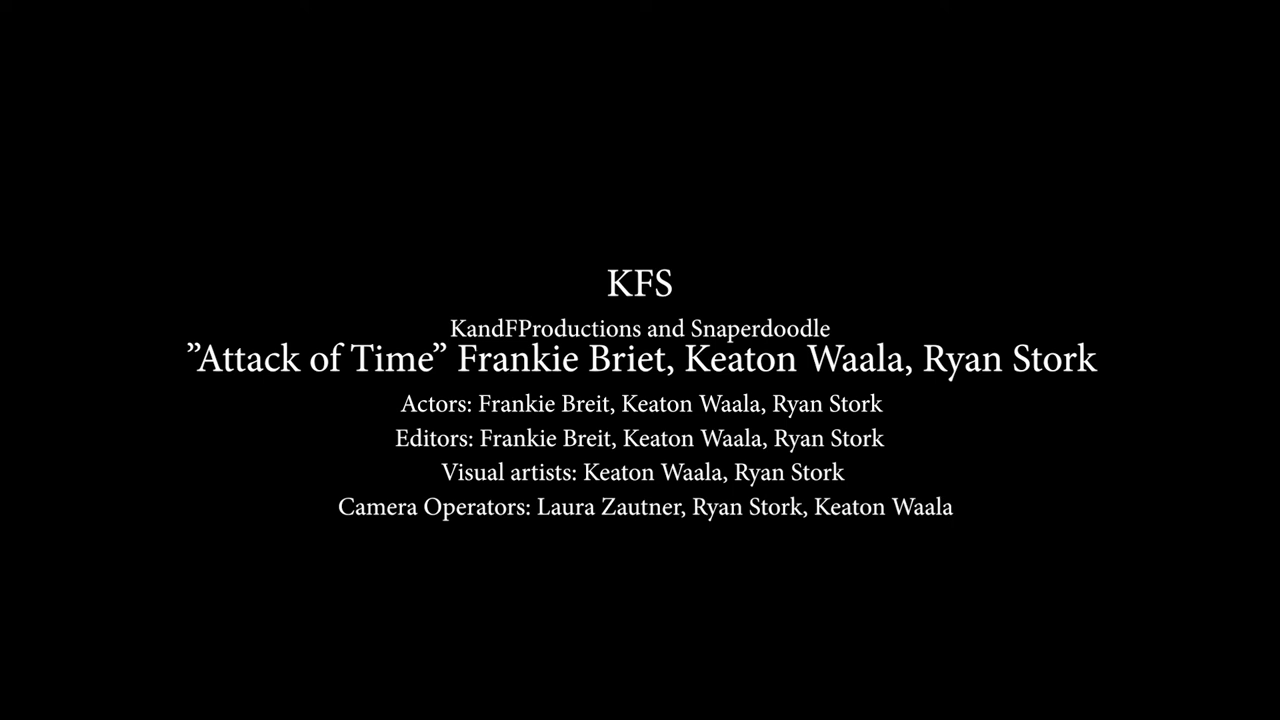 KFS
KandFProductions and Snaperdoodle
”Attack of Time” Frankie Briet, Keaton Waala, Ryan Stork
Actors: Frankie Breit, Keaton Waala, Ryan Stork
Editors: Frankie Breit, Keaton Waala, Ryan Stork
Visual artists: Keaton Waala, Ryan Stork
Camera Operators: Laura Zautner, Ryan Stork, Keaton Waala